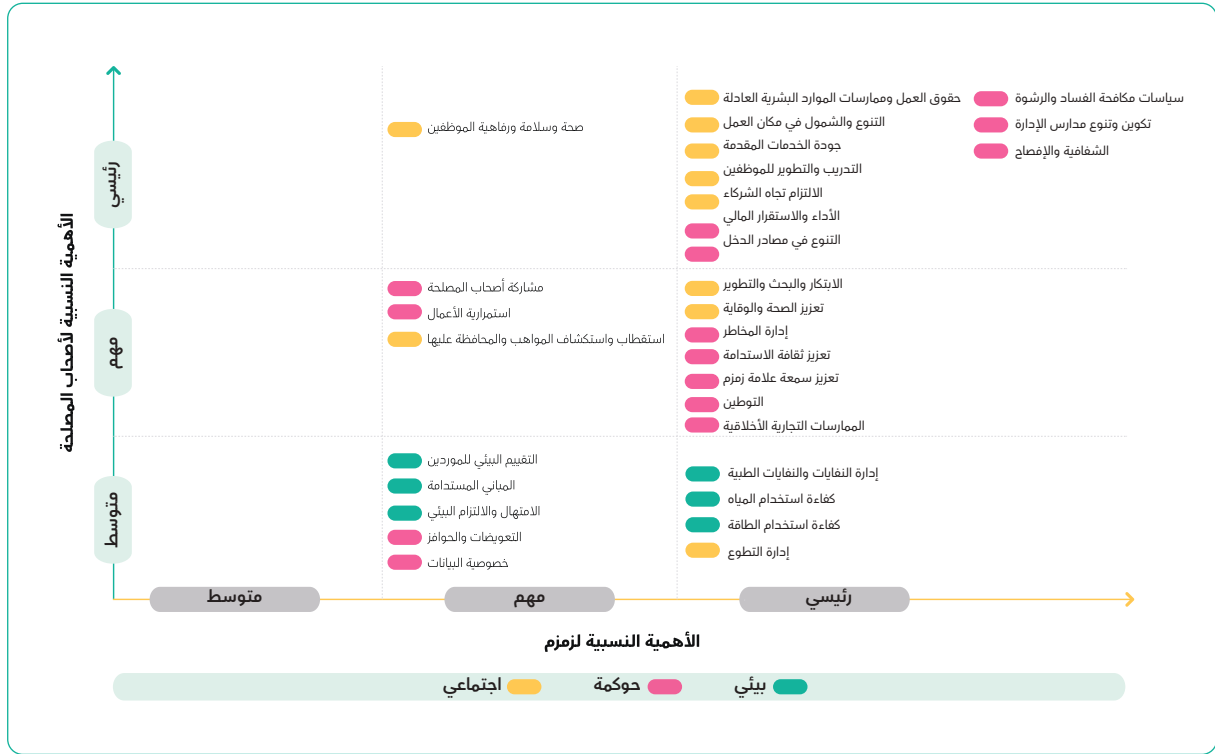 الأهمية النسبية لأصحاب المصلحة
رئيسي
صحة وسلامة ورفاهية الموظفين
حقوق العمل وممارسات الموارد البشرية العادلة
التنوع والشمول في مكان العمل
جودة الخدمات المقدمة
التدريب والتطوير للموظفين
الالتزام تجاه الشركاء
الأداء والاستقرار المالي
التنوع في مصادر الدخل
سياسات مكافحة الفساد والرشوة
تكوين وتنوع مدارس الإدارة
الشفافية والإفصاح
مهم
مشاركة أصحاب المصلحة
استمرارية الأعمال
استقطاب واستكشاف المواهب والمحافظة عليها
الابتكار والبحث والتطوير
تعزيز الصحة والوقاية
إدارة المخاطر
تعزيز ثقافة الاستدامة
تعزيز سمعة علامة زمزم
التوطين
الممارسات التجارية الأخلاقية
متوسط
التقييم البيئي للموردين
المباني المستدامة
الامتهال والالتزام البيئي
التعويضات والحوافز
خصوصية البيانات
إدارة النفايات والنفايات الطبية
كفاءة استخدام المياه
كفاءة استخدام الطاقة
إدارة التطوع
متوسط
مهم
رئيسي
الأهمية النسبية لزمزم
بيئي
حوكمة
اجتماعي